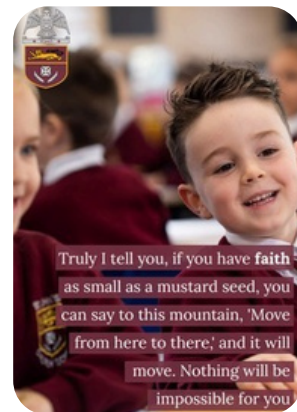 Truly I tell you, if you have faith
as small as a mustard seed, you
can say to this mountain, 'Move
from here to there,' and it will
move. Nothing will be
impossible for you